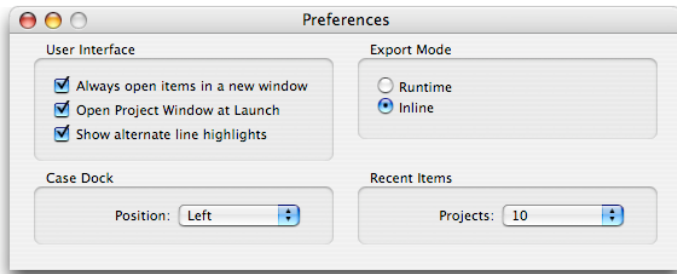 Preferences
User Interface
Always open items in a new window
Open Project Window at Launch
Show alternate line highlights
Export Mode
Runtime
Inline
Case Dock
Position: Left
Recent Items
Projects: 10